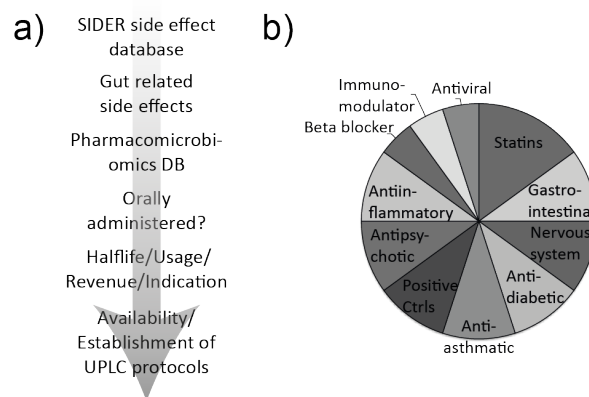 a)
SIDER side effect
database
Gut related
side effects
Pharmacomicrobi-
omics DB
Orally
administered?
Halflife/Usage/
Revenue/Indication
Availability/
Establishment of
UPLC protocols
b)
Immuno-
modulator
Antiviral
Beta blocker
Statins
Antiin-
flammatory
Gastro-
intestinal
Antipsy-
chotic
Nervous
system
Positive
Ctrls
Anti-
diabetic
Anti-
asthmatic